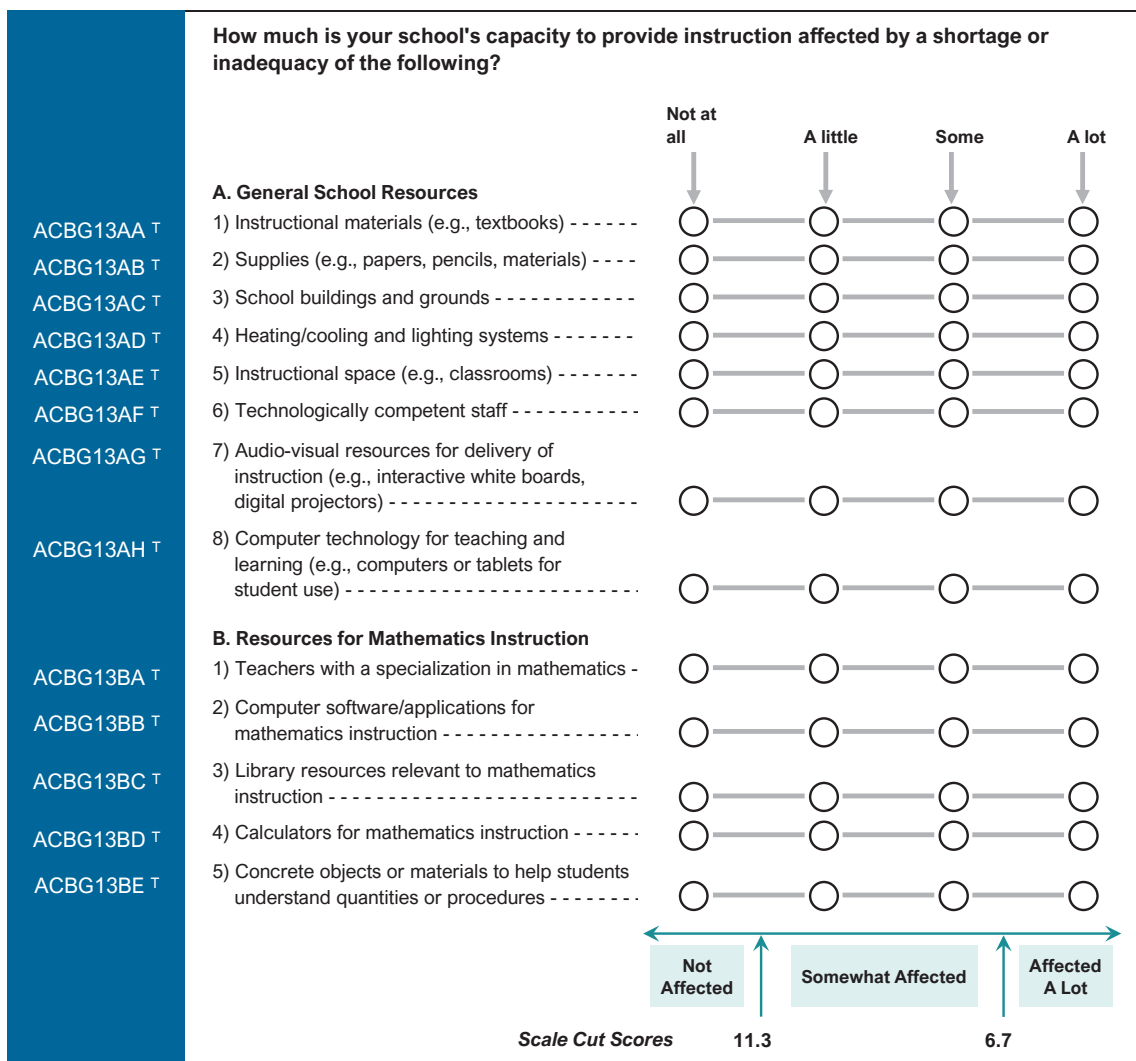 How much is your school's capacity to provide instruction affected by a shortage or
inadequacy of the following?
Not at
all
A little
Some
A lot
A. General School Resources
ACBG13AA ᵀ
1) Instructional materials (e.g., textbooks) - - - - - -
ACBG13AB ᵀ
2) Supplies (e.g., papers, pencils, materials) - - - -
ACBG13AC ᵀ
3) School buildings and grounds - - - - - - - - - - - -
ACBG13AD ᵀ
4) Heating/cooling and lighting systems - - - - - - -
ACBG13AE ᵀ
5) Instructional space (e.g., classrooms) - - - - - - -
ACBG13AF ᵀ
6) Technologically competent staff - - - - - - - - - - -
ACBG13AG ᵀ
7) Audio-visual resources for delivery of
instruction (e.g., interactive white boards,
digital projectors) - - - - - - - - - - - - - - - - - - - - - -
ACBG13AH ᵀ
8) Computer technology for teaching and
learning (e.g., computers or tablets for
student use) - - - - - - - - - - - - - - - - - - - - - - - - - -
B. Resources for Mathematics Instruction
ACBG13BA ᵀ
1) Teachers with a specialization in mathematics -
ACBG13BB ᵀ
2) Computer software/applications for
mathematics instruction - - - - - - - - - - - - - - - - -
ACBG13BC ᵀ
3) Library resources relevant to mathematics
instruction - - - - - - - - - - - - - - - - - - - - - - - - - - -
ACBG13BD ᵀ
4) Calculators for mathematics instruction - - - - - -
ACBG13BE ᵀ
5) Concrete objects or materials to help students
understand quantities or procedures - - - - - - - -
Not
Affected
Somewhat Affected
Affected
A Lot
Scale Cut Scores 11.3 6.7